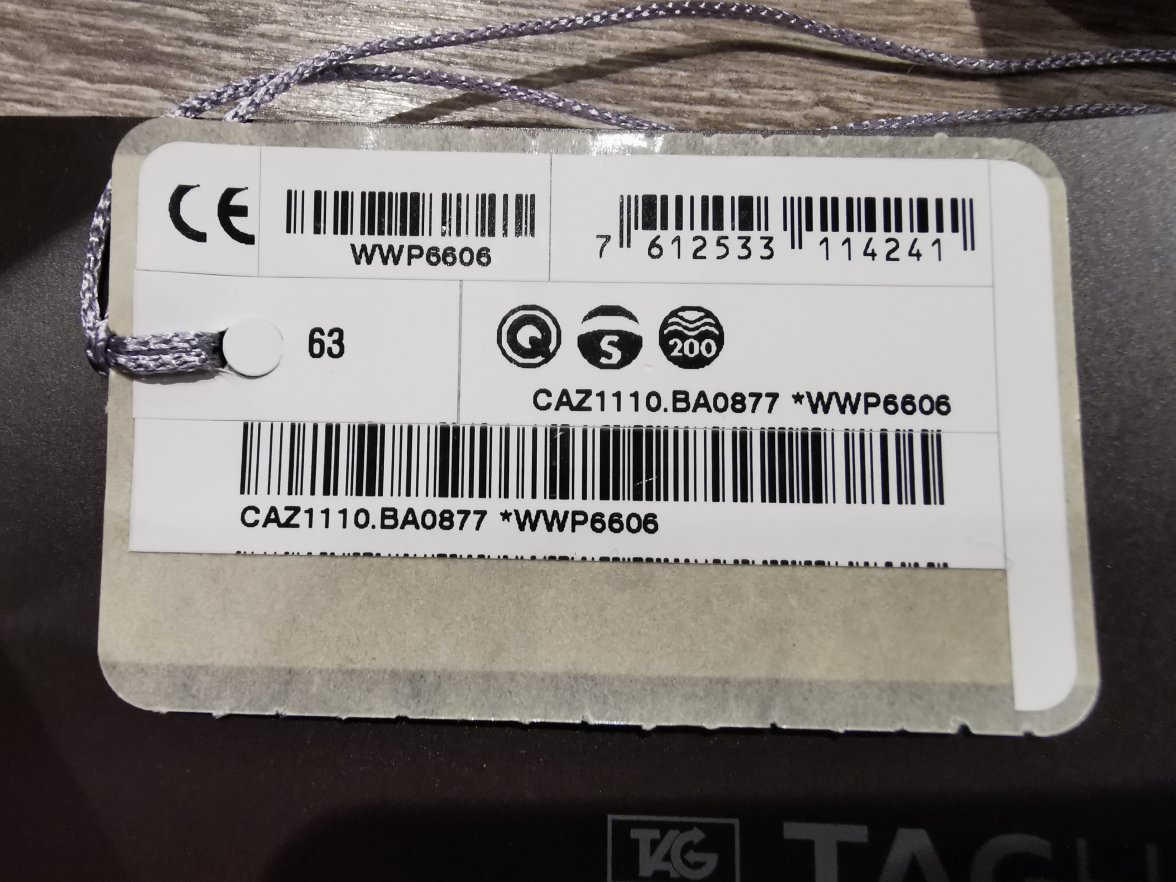 CE
WWP6606
7 612533 114241
63
Q S 200
CAZ1110.BA0877 *WWP6606
CAZ1110.BA0877 *WWP6606
TAG
TAG